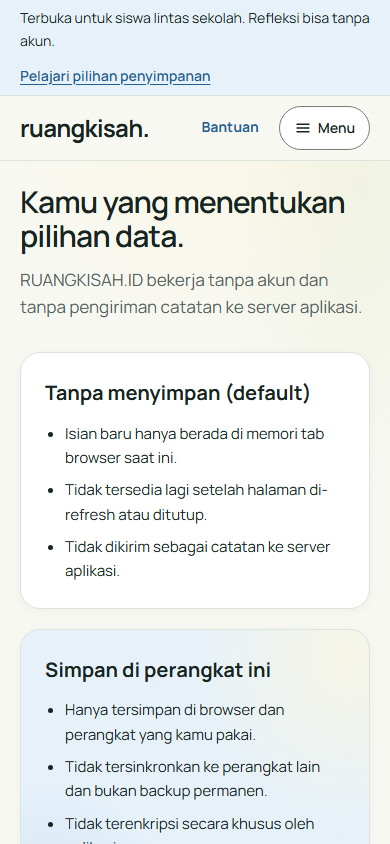 Terbuka untuk siswa lintas sekolah. Refleksi bisa tanpa
akun.
Pelajari pilihan penyimpanan
ruangkisah.
Bantuan
Menu
Kamu yang menentukan
pilihan data.
RUANGKISAH.ID bekerja tanpa akun dan
tanpa pengiriman catatan ke server aplikasi.
Tanpa menyimpan (default)
• Isian baru hanya berada di memori tab
browser saat ini.
• Tidak tersedia lagi setelah halaman di-
refresh atau ditutup.
• Tidak dikirim sebagai catatan ke server
aplikasi.
Simpan di perangkat ini
• Hanya tersimpan di browser dan
perangkat yang kamu pakai.
• Tidak tersinkronkan ke perangkat lain
dan bukan backup permanen.
• Tidak terenkripsi secara khusus oleh